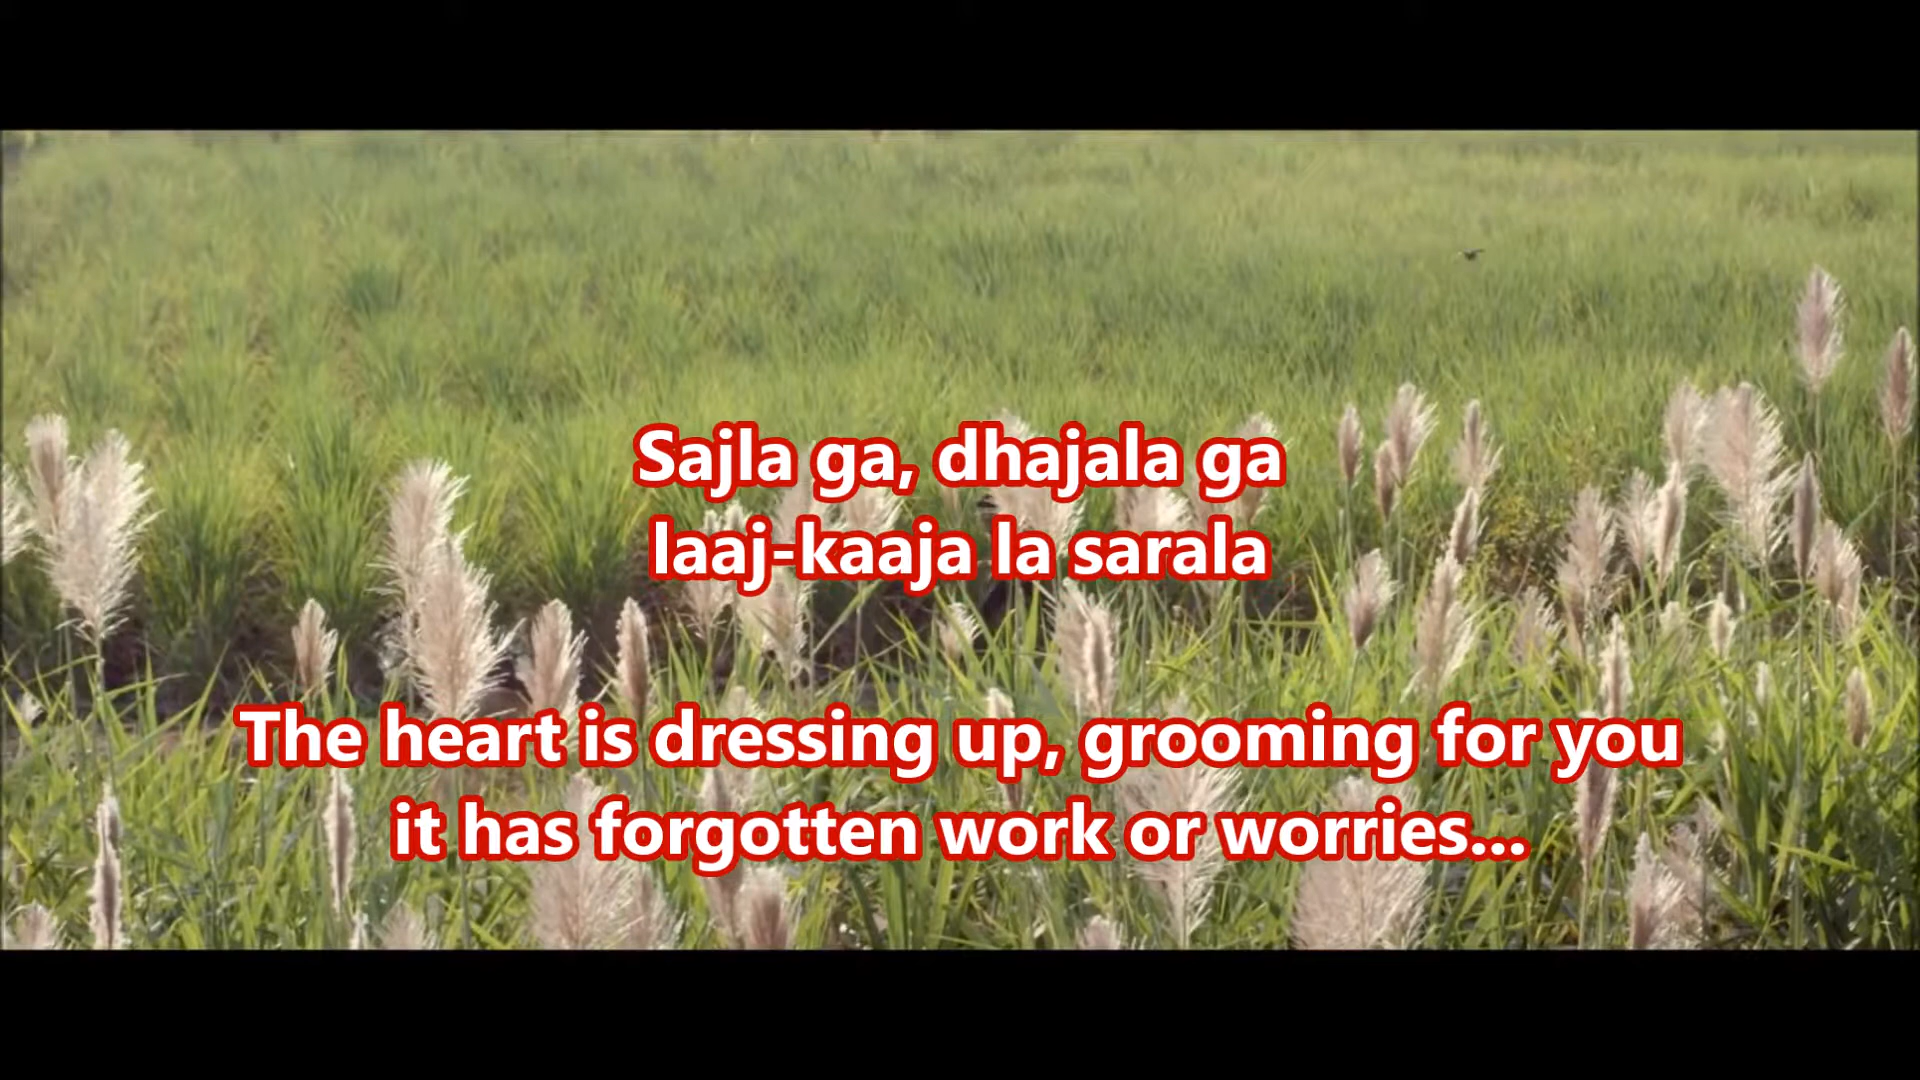 Sajla ga, dhajala ga
laaj-kaaja la sarala
The heart is dressing up, grooming for you
it has forgotten work or worries...